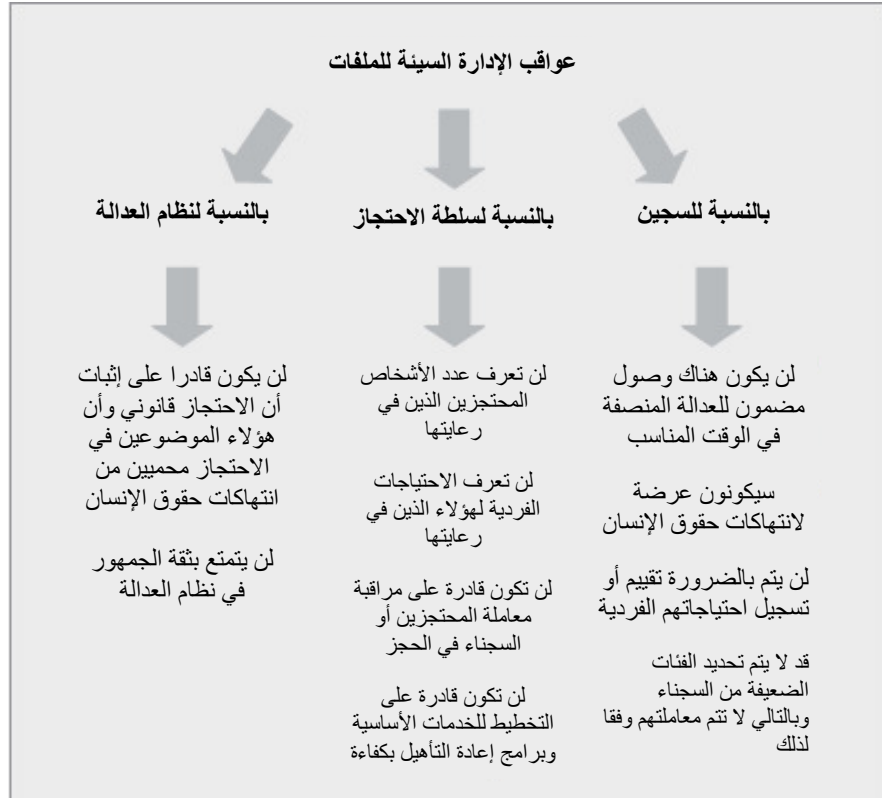 عواقب الإدارة السيئة للملفات
بالنسبة للسجين
لن يكون هناك وصول
مضمون للعدالة المنصفة
في الوقت المناسب
سيكونون عرضة
لانتهاكات حقوق الإنسان
لن يتم بالضرورة تقييم أو
تسجيل احتياجاتهم الفردية
قد لا يتم تحديد الفئات
الضعيفة من السجناء
وبالتالي لا تتم معاملتهم وفقا
لذلك
بالنسبة لسلطة الاحتجاز
لن تعرف عدد الأشخاص
المحتجزين الذين في
رعايتها
لن تعرف الاحتياجات
الفردية لهؤلاء الذين في
رعايتها
لن تكون قادرة على مراقبة
معاملة المحتجزين أو
السجناء في الحجز
لن تكون قادرة على
التخطيط للخدمات الأساسية
وبرامج إعادة التأهيل بكفاءة
بالنسبة لنظام العدالة
لن يكون قادرا على إثبات
أن الاحتجاز قانوني وأن
هؤلاء الموضوعين في
الاحتجاز محميين من
انتهاكات حقوق الإنسان
لن يتمتع بثقة الجمهور
في نظام العدالة